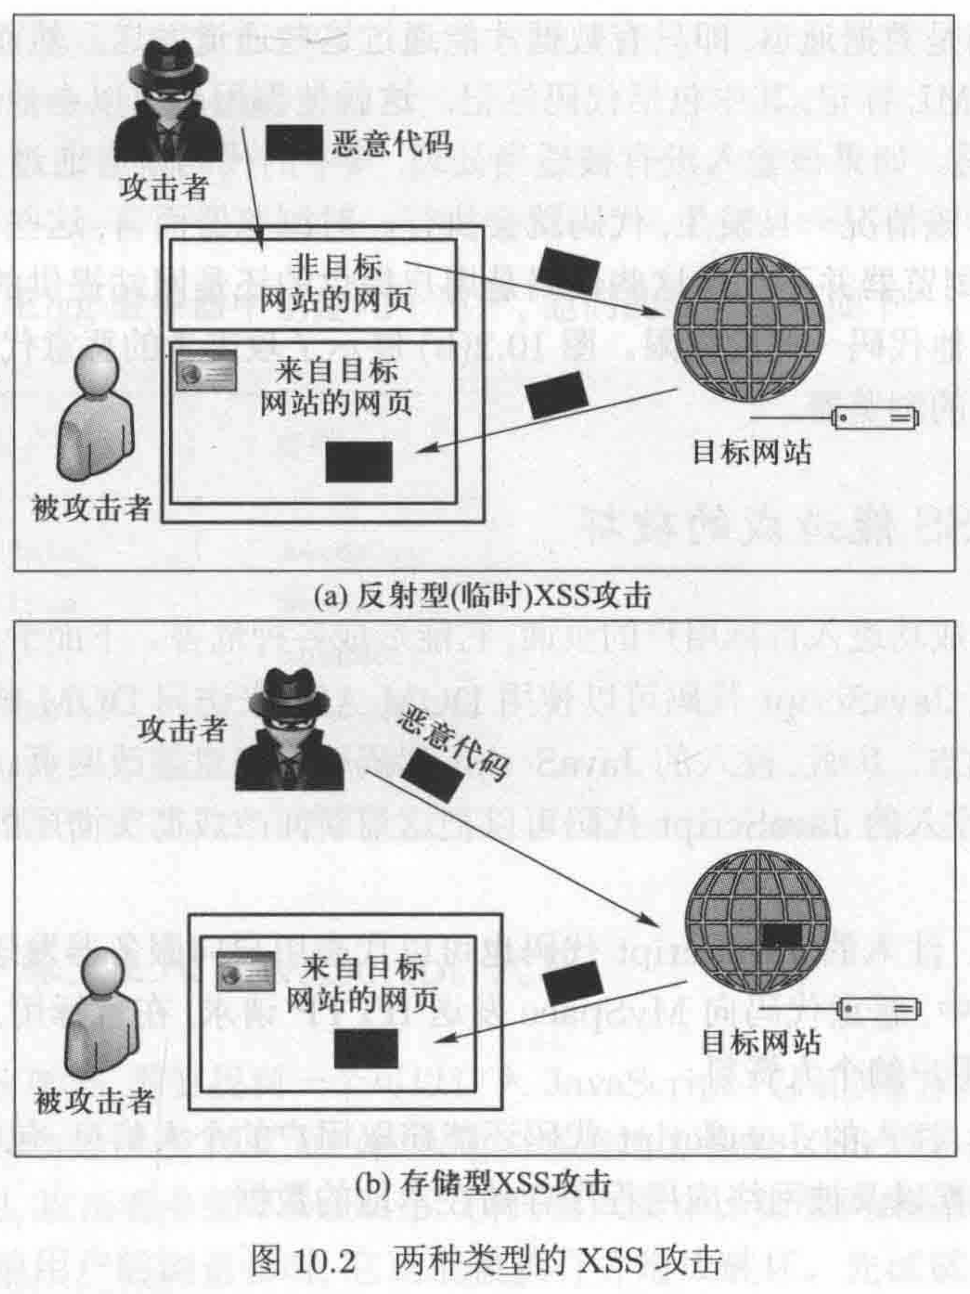 恶意代码
攻击者
非目标
网站的网页
来自目标
网站的网页
目标网站
被攻击者
(a) 反射型(临时)XSS攻击
攻击者
恶意代码
来自目标
网站的网页
目标网站
被攻击者
(b) 存储型XSS攻击
图 10.2 两种类型的 XSS 攻击